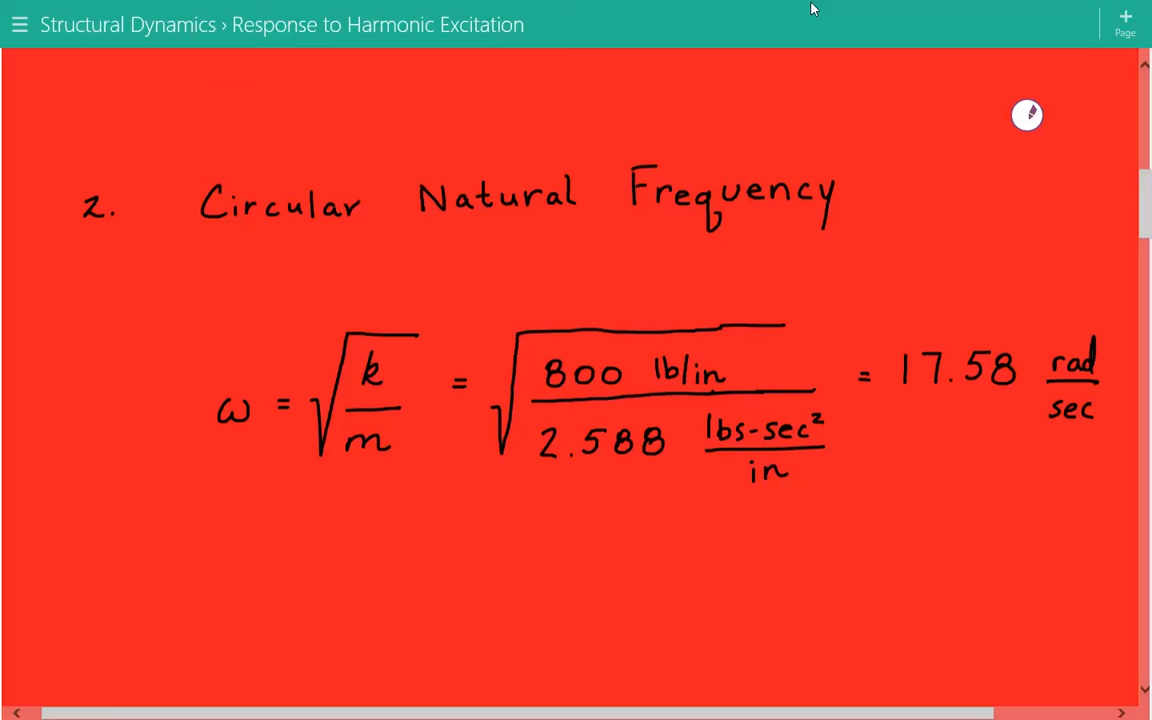 Structural Dynamics › Response to Harmonic Excitation
Page
2. Circular Natural Frequency
ω = √(k/m) = √(800 lb/in / 2.588 lbs-sec²/in) = 17.58 rad/sec